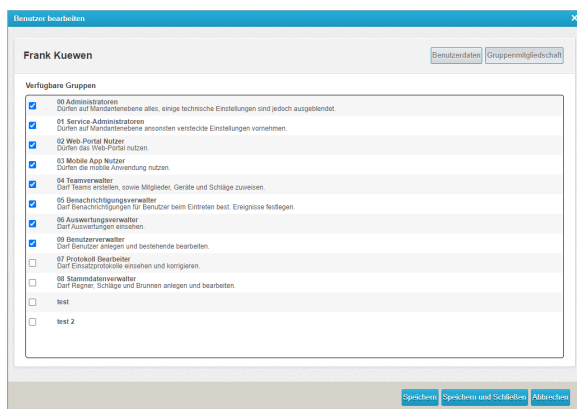 Benutzer bearbeiten
Frank Kuewen
Benutzerdaten Gruppenmitgliedschaft
Verfügbare Gruppen
00 Administratoren
Dürfen auf Mandantenebene alles, einige technische Einstellungen sind jedoch ausgeblendet.
01 Service-Administratoren
Dürfen auf Mandantenebene ansonsten versteckte Einstellungen vornehmen.
02 Web-Portal Nutzer
Dürfen das Web-Portal nutzen.
03 Mobile App Nutzer
Dürfen die mobile Anwendung nutzen.
04 Teamverwalter
Darf Teams erstellen, sowie Mitglieder, Geräte und Schläge zuweisen.
05 Benachrichtigungsverwalter
Darf Benachrichtigungen für Benutzer beim Eintreten best. Ereignisse festlegen.
06 Auswertungsverwalter
Darf Auswertungen einsehen.
09 Benutzerverwalter
Darf Benutzer anlegen und bestehende bearbeiten.
07 Protokoll Bearbeiter
Darf Einsatzprotokolle einsehen und korrigieren.
08 Stammdatenverwalter
Darf Regner, Schläge und Brunnen anlegen und bearbeiten.
test
test 2
Speichern Speichern und Schließen Abbrechen